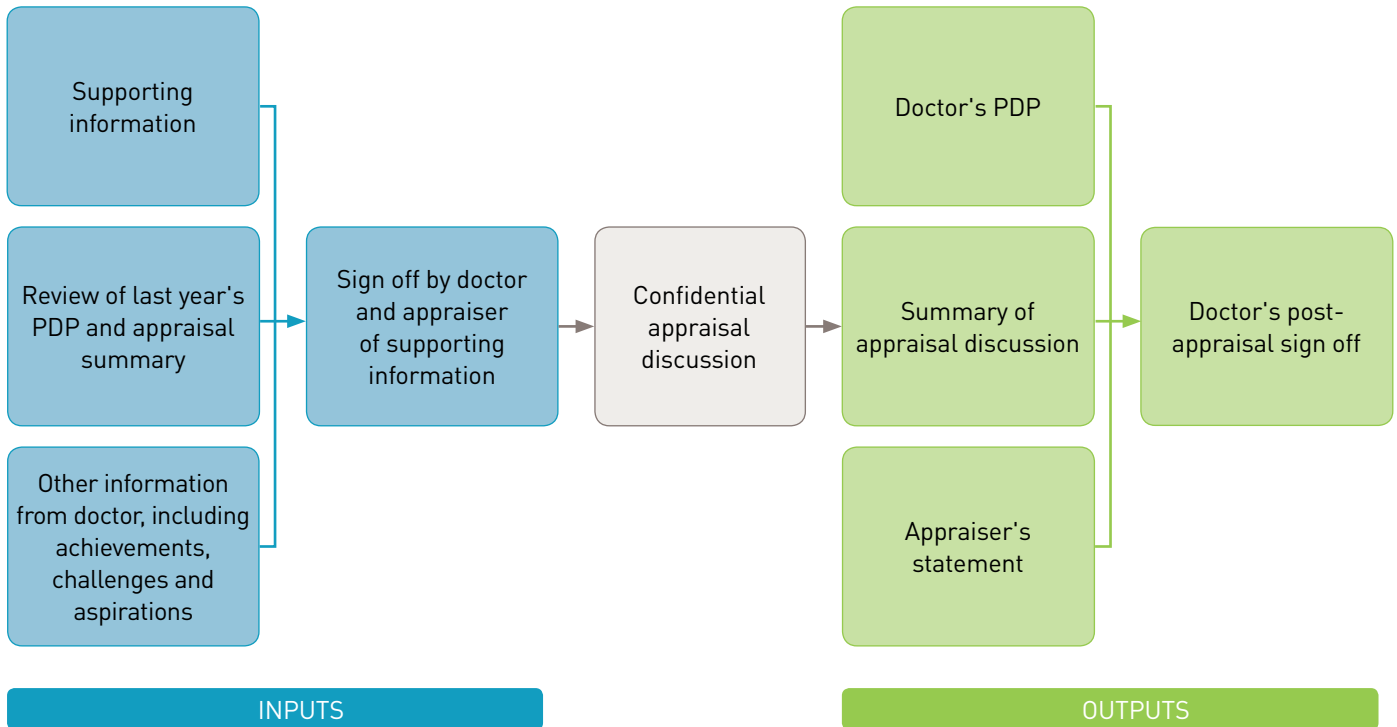 Supporting
information
Review of last year's
PDP and appraisal
summary
Other information
from doctor, including
achievements,
challenges and
aspirations
Sign off by doctor
and appraiser
of supporting
information
Confidential
appraisal
discussion
Doctor's PDP
Summary of
appraisal discussion
Appraiser's
statement
Doctor's post-
appraisal sign off
INPUTS
OUTPUTS